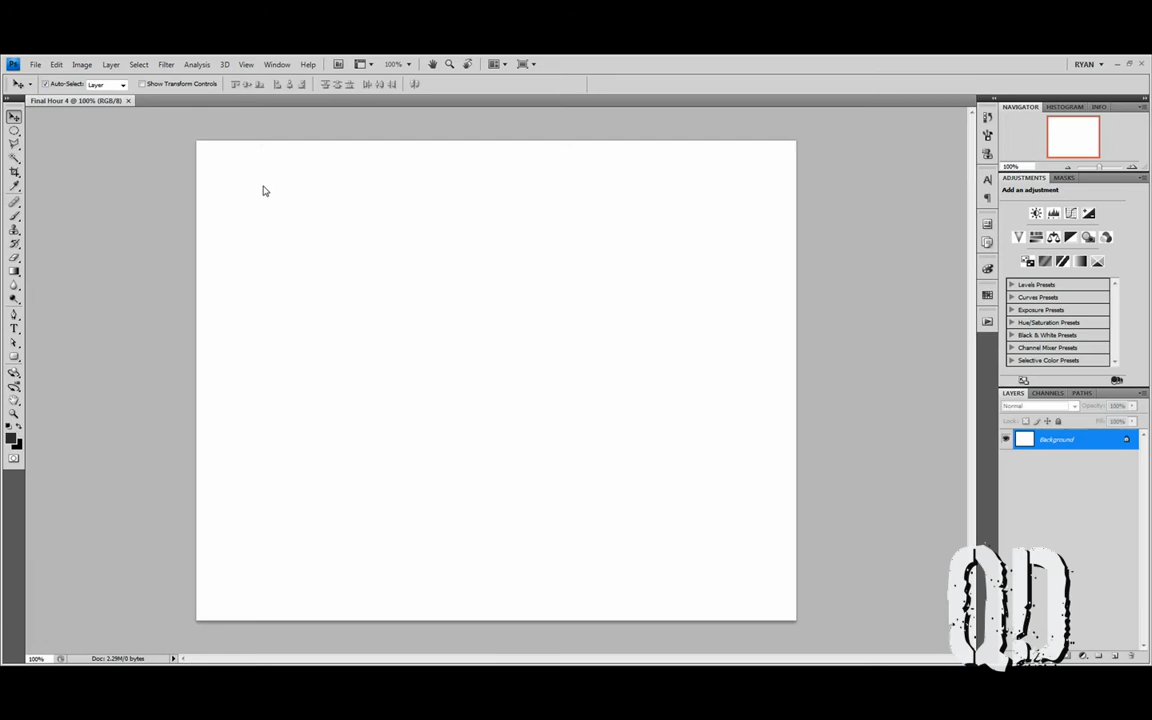 Ps File Edit Image Layer Select Filter Analysis 3D View Window Help Br 100% RYAN
Auto-Select: Layer Show Transform Controls
Final Hour 4 @ 100% (RGB/8)
NAVIGATOR HISTOGRAM INFO
100%
ADJUSTMENTS MASKS
Add an adjustment
Levels Presets
Curves Presets
Exposure Presets
Hue/Saturation Presets
Black & White Presets
Channel Mixer Presets
Selective Color Presets
LAYERS CHANNELS PATHS
Normal Opacity: 100%
Lock: Fill: 100%
Background
QD
100% Doc: 2.29M/0 bytes